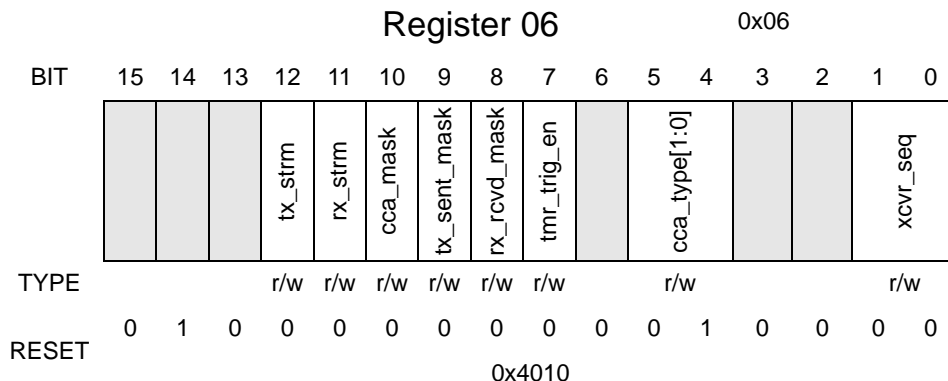 Register 06 0x06
BIT 15 14 13 12 11 10 9 8 7 6 5 4 3 2 1 0
tx_strm rx_strm cca_mask tx_sent_mask rx_rcvd_mask tmr_trig_en cca_type[1:0] xcvr_seq
TYPE r/w r/w r/w r/w r/w r/w r/w r/w
RESET 0 1 0 0 0 0 0 0 0 0 0 1 0 0 0 0
0x4010